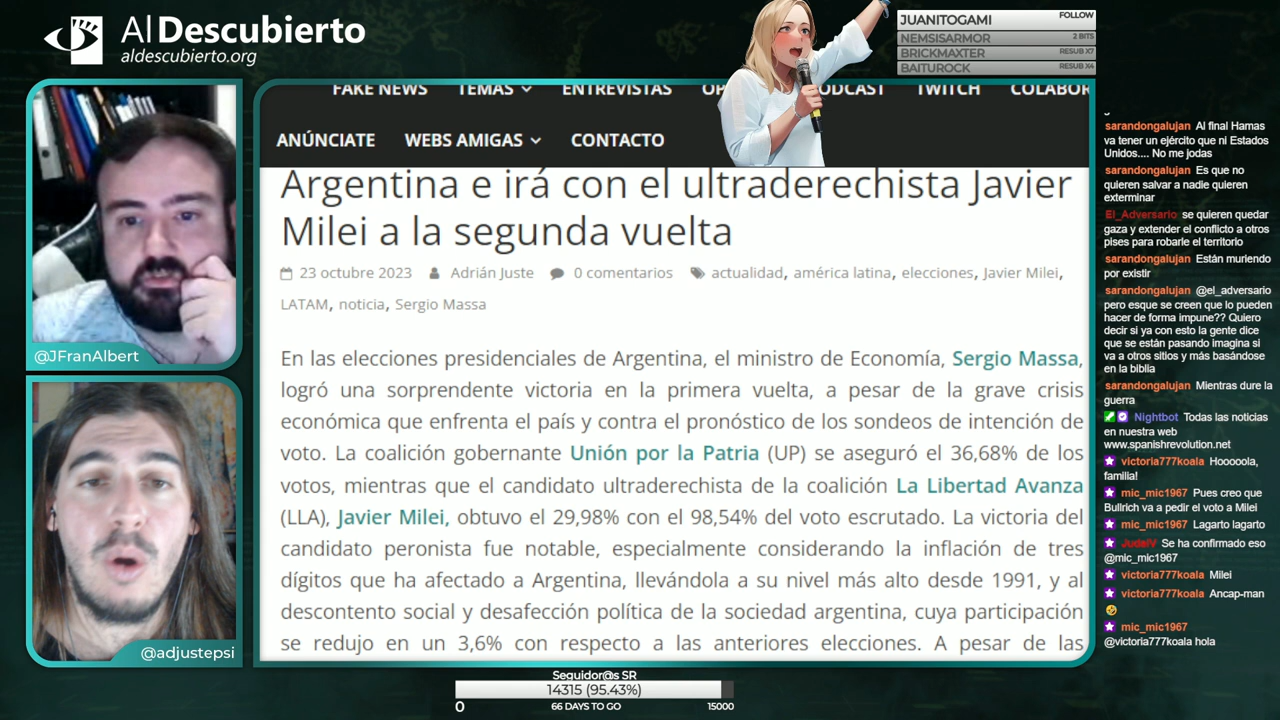 Al Descubierto
aldescubierto.org
JUANITOGAMI FOLLOW
NEMSISARMOR 2 BITS
BRICKMAXTER RESUB X7
BAITUROCK RESUB X4
@JFranAlbert
@adjustepsi
FAKE NEWS TEMAS ENTREVISTAS OP PODCAST TWITCH COLABOR
ANÚNCIATE WEBS AMIGAS CONTACTO
Argentina e irá con el ultraderechista Javier
Milei a la segunda vuelta
23 octubre 2023 Adrián Juste 0 comentarios actualidad, américa latina, elecciones, Javier Milei,
LATAM, noticia, Sergio Massa
En las elecciones presidenciales de Argentina, el ministro de Economía, Sergio Massa,
logró una sorprendente victoria en la primera vuelta, a pesar de la grave crisis
económica que enfrenta el país y contra el pronóstico de los sondeos de intención de
voto. La coalición gobernante Unión por la Patria (UP) se aseguró el 36,68% de los
votos, mientras que el candidato ultraderechista de la coalición La Libertad Avanza
(LLA), Javier Milei, obtuvo el 29,98% con el 98,54% del voto escrutado. La victoria del
candidato peronista fue notable, especialmente considerando la inflación de tres
dígitos que ha afectado a Argentina, llevándola a su nivel más alto desde 1991, y al
descontento social y desafección política de la sociedad argentina, cuya participación
se redujo en un 3,6% con respecto a las anteriores elecciones. A pesar de las
sarandongalujan Al final Hamas
va tener un ejército que ni Estados
Unidos.... No me jodas
sarandongalujan Es que no
quieren salvar a nadie quieren
exterminar
El_Adversario se quieren quedar
gaza y extender el conflicto a otros
pises para robarle el territorio
sarandongalujan Están muriendo
por existir
sarandongalujan @el_adversario
pero esque se creen que lo pueden
hacer de forma impune?? Quiero
decir si ya con esto la gente dice
que se están pasando imagina si
va a otros sitios y más basándose
en la biblia
sarandongalujan Mientras dure la
guerra
Nightbot Todas las noticias
en nuestra web
www.spanishrevolution.net
victoria777koala Hooooola,
familia!
mic_mic1967 Pues creo que
Bullrich va a pedir el voto a Milei
mic_mic1967 Lagarto lagarto
JudaIV Se ha confirmado eso
@mic_mic1967
victoria777koala Milei
victoria777koala Ancap-man
mic_mic1967
@victoria777koala hola
Seguidor@s SR
14315 (95.43%)
0 66 DAYS TO GO 15000